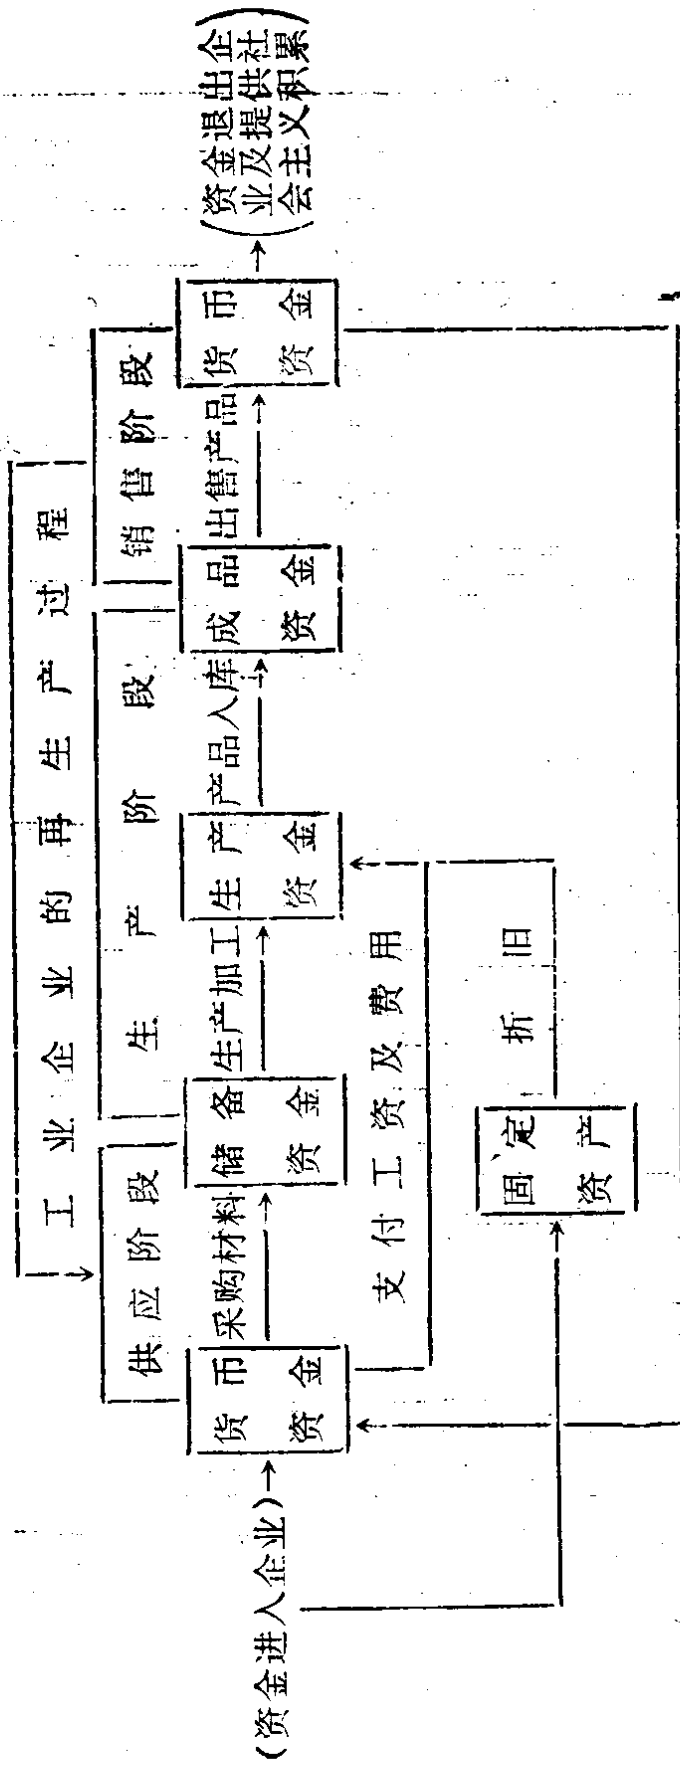 工业企业的再生产过程
供应阶段
生产阶段
销售阶段
(资金进入企业)
货币
资金
采购材料
储备
资金
生产加工
生产
资金
产品入库
成品
资金
出售产品
货币
资金
(资金退出企
业及提供社
会主义积累)
支付工资及费用
固定
资产
折旧